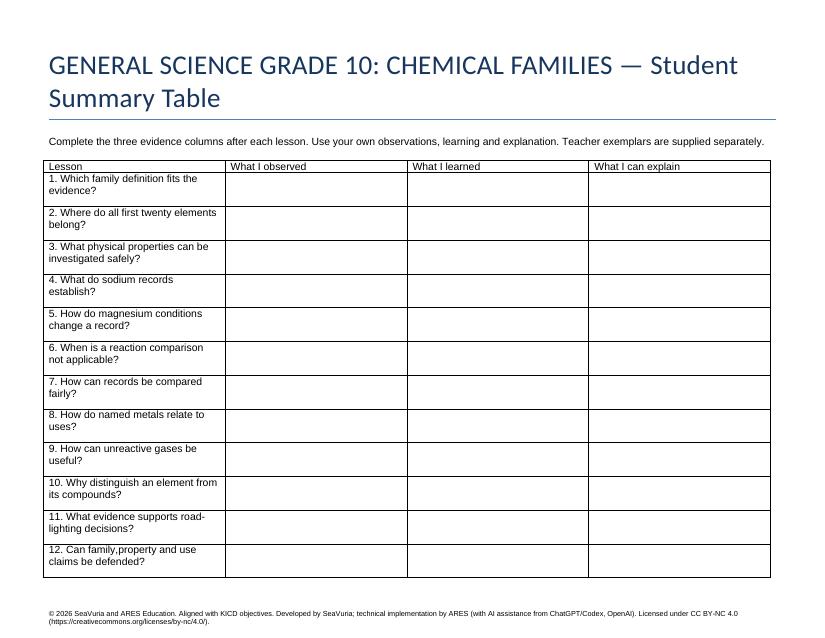 GENERAL SCIENCE GRADE 10: CHEMICAL FAMILIES — Student
Summary Table
Complete the three evidence columns after each lesson. Use your own observations, learning and explanation. Teacher exemplars are supplied separately.
Lesson What I observed What I learned What I can explain
1. Which family definition fits the
evidence?
2. Where do all first twenty elements
belong?
3. What physical properties can be
investigated safely?
4. What do sodium records
establish?
5. How do magnesium conditions
change a record?
6. When is a reaction comparison
not applicable?
7. How can records be compared
fairly?
8. How do named metals relate to
uses?
9. How can unreactive gases be
useful?
10. Why distinguish an element from
its compounds?
11. What evidence supports road-
lighting decisions?
12. Can family,property and use
claims be defended?
© 2026 SeaVuria and ARES Education. Aligned with KICD objectives. Developed by SeaVuria; technical implementation by ARES (with AI assistance from ChatGPT/Codex, OpenAI). Licensed under CC BY-NC 4.0
(https://creativecommons.org/licenses/by-nc/4.0/).